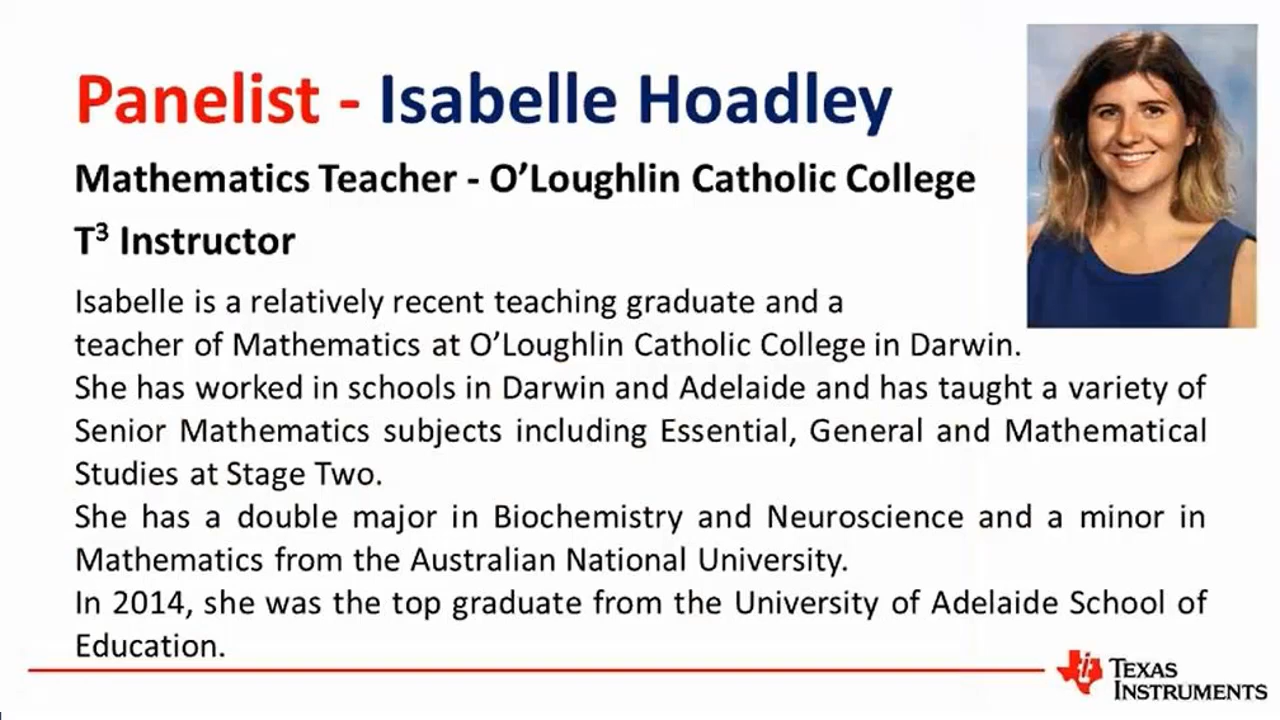 Panelist - Isabelle Hoadley
Mathematics Teacher - O’Loughlin Catholic College
T³ Instructor
Isabelle is a relatively recent teaching graduate and a
teacher of Mathematics at O’Loughlin Catholic College in Darwin.
She has worked in schools in Darwin and Adelaide and has taught a variety of
Senior Mathematics subjects including Essential, General and Mathematical
Studies at Stage Two.
She has a double major in Biochemistry and Neuroscience and a minor in
Mathematics from the Australian National University.
In 2014, she was the top graduate from the University of Adelaide School of
Education.
TEXAS
INSTRUMENTS